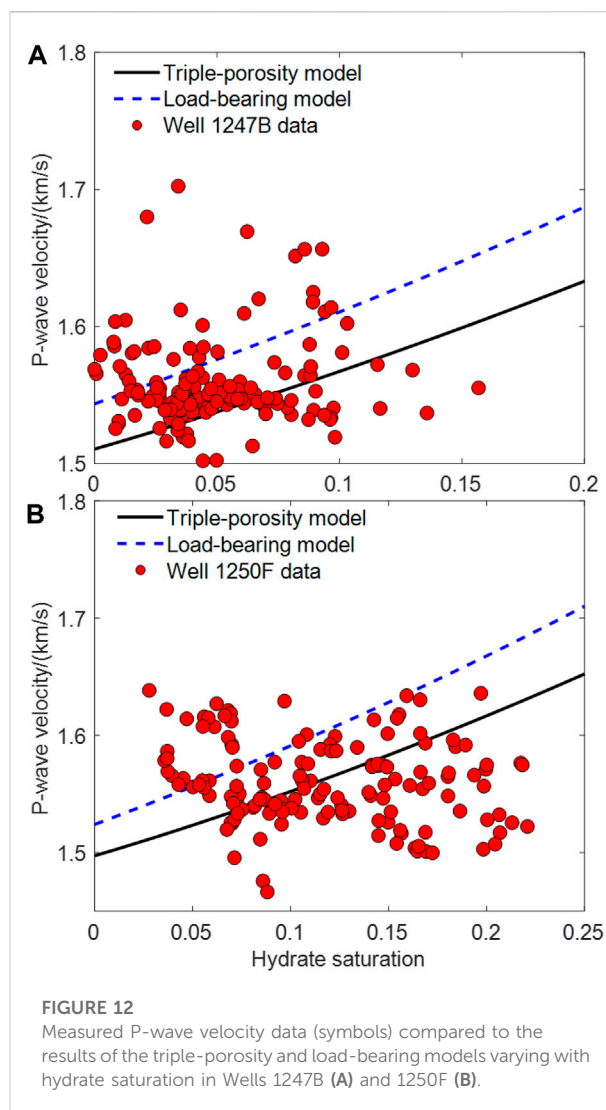 A
1.8
Triple-porosity model
Load-bearing model
Well 1247B data
1.7
P-wave velocity/(km/s)
1.6
1.5
0
0.05
0.1
0.15
0.2
B
1.8
Triple-porosity model
Load-bearing model
Well 1250F data
1.7
P-wave velocity/(km/s)
1.6
1.5
0
0.05
0.1
0.15
0.2
0.25
Hydrate saturation
FIGURE 12
Measured P-wave velocity data (symbols) compared to the
results of the triple-porosity and load-bearing models varying with
hydrate saturation in Wells 1247B (A) and 1250F (B).